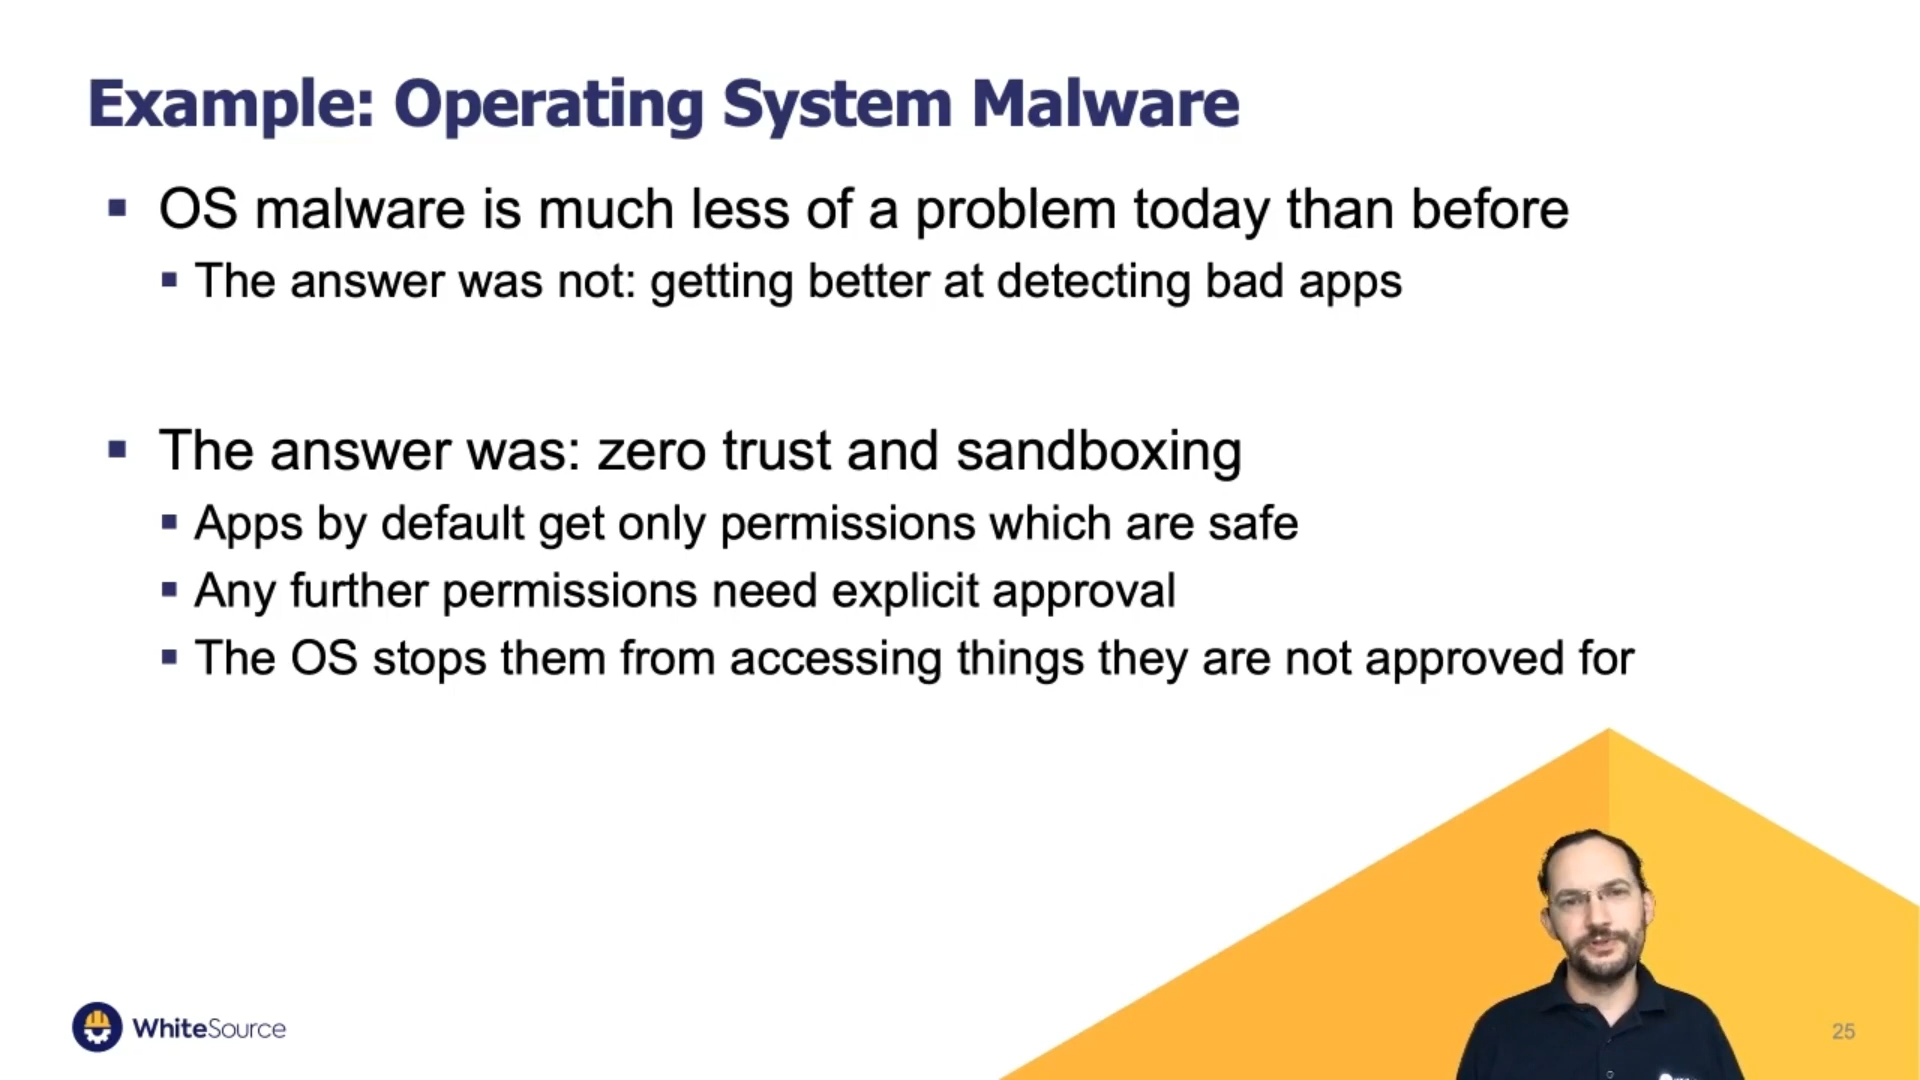 Example: Operating System Malware
▪ OS malware is much less of a problem today than before
▪ The answer was not: getting better at detecting bad apps
▪ The answer was: zero trust and sandboxing
▪ Apps by default get only permissions which are safe
▪ Any further permissions need explicit approval
▪ The OS stops them from accessing things they are not approved for
WhiteSource
25